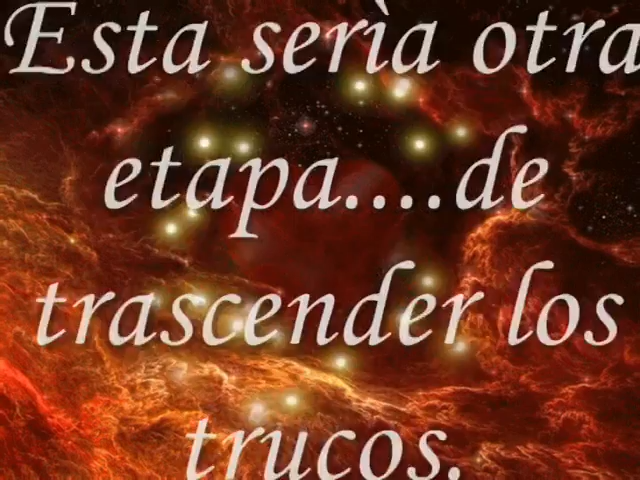 Esta serìa otra
etapa....de
trascender los
trucos.